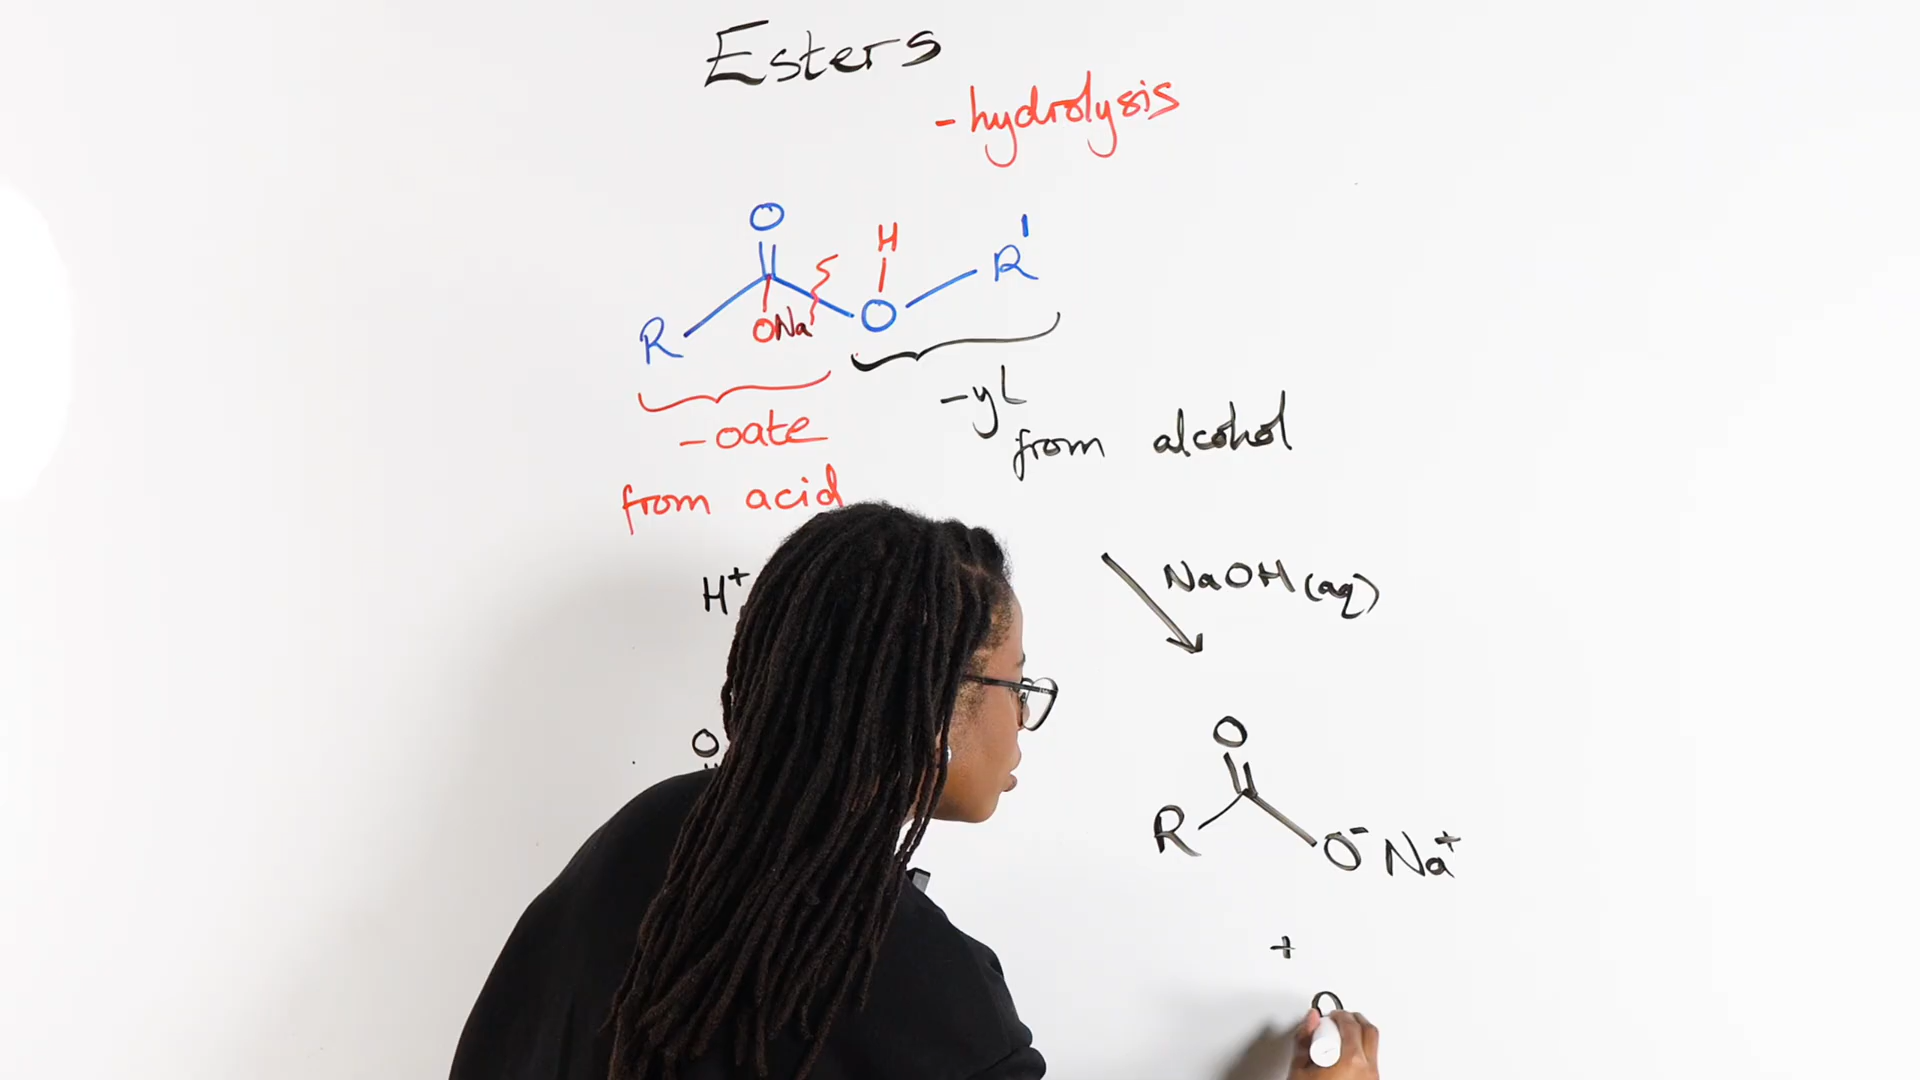 Esters
- hydrolysis
O
H
R'
R
ONa
O
- oate
- yl
from alcohol
from acid
H+
NaOH (aq)
O
O
R
O- Na+
+